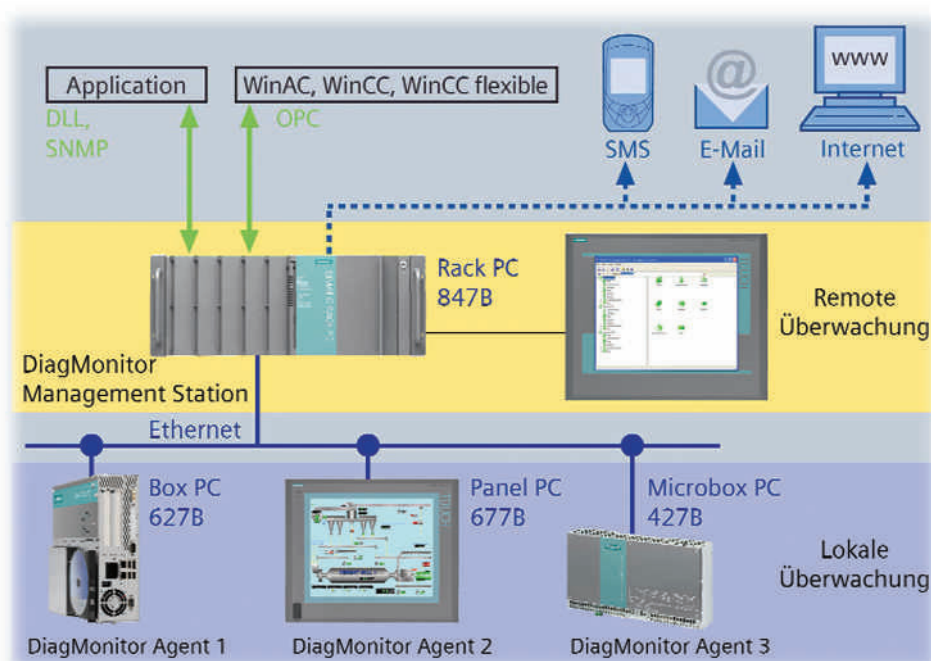 Application
WinAC, WinCC, WinCC flexible
www
@
DLL,
SNMP
OPC
SMS
E-Mail
Internet
Rack PC
847B
Remote
Überwachung
DiagMonitor
Management Station
Ethernet
Box PC
627B
Panel PC
677B
Microbox PC
427B
Lokale
Überwachung
DiagMonitor Agent 1
DiagMonitor Agent 2
DiagMonitor Agent 3